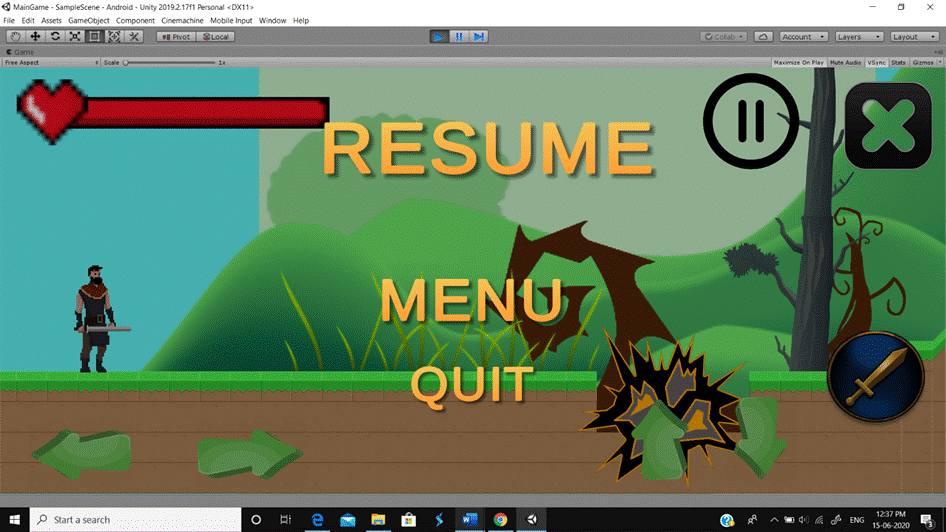 MainGame - SampleScene - Android - Unity 2019.2.17f1 Personal <DX11>
File Edit Assets GameObject Component Cinemachine Mobile Input Window Help
Pivot Local Collab Account Layers Layout
Game
Free Aspect Scale 1x Maximize On Play Mute Audio VSync Stats Gizmos
RESUME
MENU
QUIT
Start a search
ENG
12:37 PM
15-06-2020
3